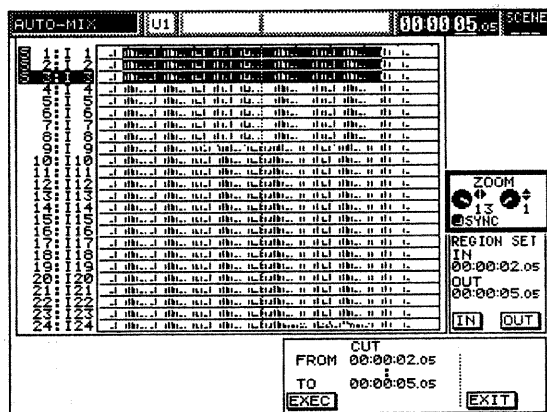 AUTO-MIX U1 00:00:05.05 SCENE
S 1:I 1
S 2:I 2
S 3:I 3
4:I 4
5:I 5
6:I 6
7:I 7
8:I 8
9:I 9
10:I10
11:I11
12:I12
13:I13
14:I14
15:I15
16:I16
17:I17
18:I18
19:I19
20:I20
21:I21
22:I22
23:I23
24:I24
ZOOM
13 1
SYNC
REGION SET
IN
00:00:02.05
OUT
00:00:05.05
IN OUT
CUT
FROM 00:00:02.05
:
TO 00:00:05.05
EXEC EXIT